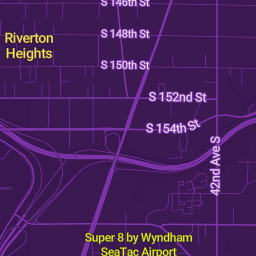 S 146th St
S 148th St
Riverton
Heights
S 150th St
S 152nd St
S 154th St
42nd Ave S
Super 8 by Wyndham
SeaTac Airport